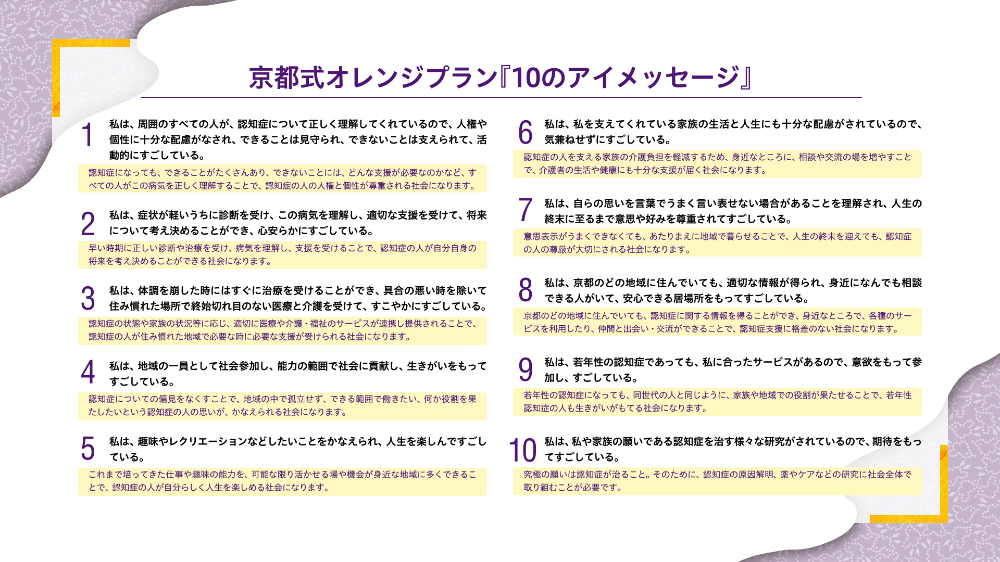 京都式オレンジプラン『10のアイメッセージ』
1
私は、周囲のすべての人が、認知症について正しく理解してくれているので、人権や
個性に十分な配慮がなされ、できることは見守られ、できないことは支えられて、活
動的にすごしている。
認知症になっても、できることがたくさんあり、できないことには、どんな支援が必要なのかなど、す
べての人がこの病気を正しく理解することで、認知症の人の人権と個性が尊重される社会になります。
2
私は、症状が軽いうちに診断を受け、この病気を理解し、適切な支援を受けて、将来
について考え決めることができ、心安らかにすごしている。
早い時期に正しい診断や治療を受け、病気を理解し、支援を受けることで、認知症の人が自分自身の
将来を考え決めることができる社会になります。
3
私は、体調を崩した時にはすぐに治療を受けることができ、具合の悪い時を除いて
住み慣れた場所で終始切れ目のない医療と介護を受けて、すこやかにすごしている。
認知症の状態や家族の状況等に応じ、適切に医療や介護・福祉のサービスが連携し提供されることで、
認知症の人が住み慣れた地域で必要な時に必要な支援が受けられる社会になります。
4
私は、地域の一員として社会参加し、能力の範囲で社会に貢献し、生きがいをもって
すごしている。
認知症についての偏見をなくすことで、地域の中で孤立せず、できる範囲で働きたい、何か役割を果
たしたいという認知症の人の思いが、かなえられる社会になります。
5
私は、趣味やレクリエーションなどしたいことをかなえられ、人生を楽しんですごし
ている。
これまで培ってきた仕事や趣味の能力を、可能な限り活かせる場や機会が身近な地域に多くできるこ
とで、認知症の人が自分らしく人生を楽しめる社会になります。
6
私は、私を支えてくれている家族の生活と人生にも十分な配慮がされているので、
気兼ねせずにすごしている。
認知症の人を支える家族の介護負担を軽減するため、身近なところに、相談や交流の場を増やすこと
で、介護者の生活や健康にも十分な支援が届く社会になります。
7
私は、自らの思いを言葉でうまく言い表せない場合があることを理解され、人生の
終末に至るまで意思や好みを尊重されてすごしている。
意思表示がうまくできなくても、あたりまえに地域で暮らせることで、人生の終末を迎えても、認知症
の人の尊厳が大切にされる社会になります。
8
私は、京都のどの地域に住んでいても、適切な情報が得られ、身近になんでも相談
できる人がいて、安心できる居場所をもってすごしている。
京都のどの地域に住んでいても、認知症に関する情報を得ることができ、身近なところで、各種のサー
ビスを利用したり、仲間と出会い・交流ができることで、認知症支援に格差のない社会になります。
9
私は、若年性の認知症であっても、私に合ったサービスがあるので、意欲をもって参
加し、すごしている。
若年性の認知症になっても、同世代の人と同じように、家族や地域での役割が果たせることで、若年性
認知症の人も生きがいがもてる社会になります。
10
私は、私や家族の願いである認知症を治す様々な研究がされているので、期待をもっ
てすごしている。
究極の願いは認知症が治ること。そのために、認知症の原因解明、薬やケアなどの研究に社会全体で
取り組むことが必要です。